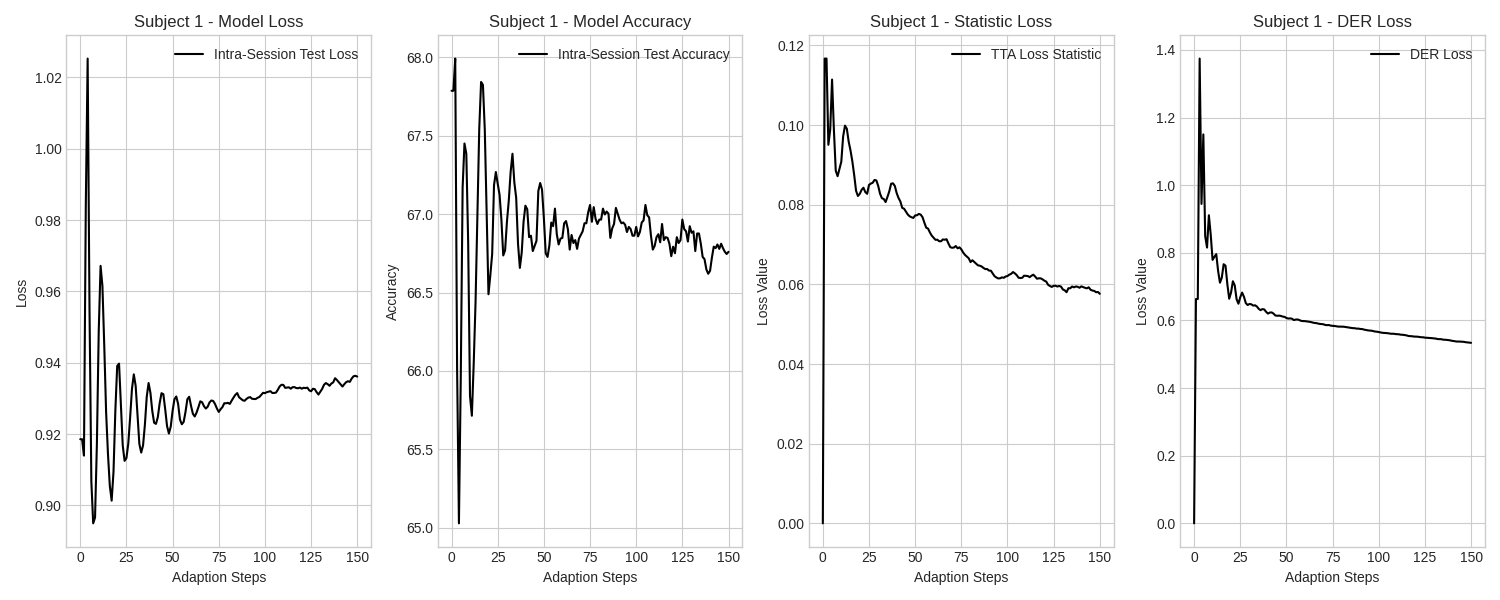 Subject 1 - Model Loss
Intra-Session Test Loss
1.02
1.00
0.98
0.96
0.94
0.92
0.90
Loss
0 25 50 75 100 125 150
Adaption Steps
Subject 1 - Model Accuracy
Intra-Session Test Accuracy
68.0
67.5
67.0
66.5
66.0
65.5
65.0
Accuracy
0 25 50 75 100 125 150
Adaption Steps
Subject 1 - Statistic Loss
TTA Loss Statistic
0.12
0.10
0.08
0.06
0.04
0.02
0.00
Loss Value
0 25 50 75 100 125 150
Adaption Steps
Subject 1 - DER Loss
DER Loss
1.4
1.2
1.0
0.8
0.6
0.4
0.2
0.0
Loss Value
0 25 50 75 100 125 150
Adaption Steps